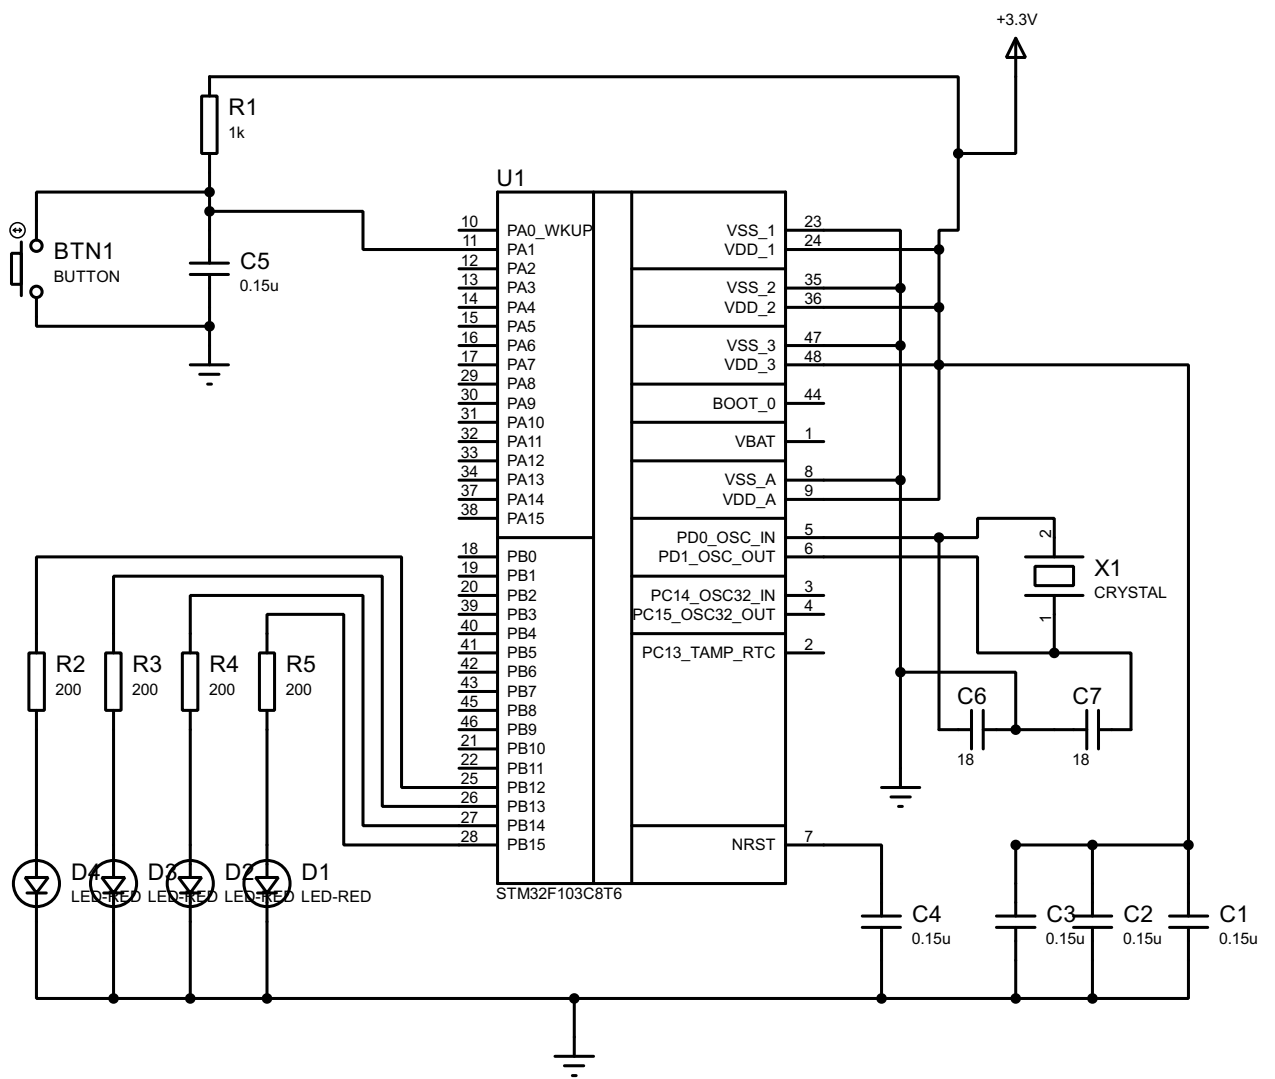 +3.3V
R1
1k
U1
BTN1
BUTTON
C5
0.15u
10 PA0_WKUP
11 PA1
12 PA2
13 PA3
14 PA4
15 PA5
16 PA6
17 PA7
29 PA8
30 PA9
31 PA10
32 PA11
33 PA12
34 PA13
37 PA14
38 PA15
18 PB0
19 PB1
20 PB2
39 PB3
40 PB4
41 PB5
42 PB6
43 PB7
45 PB8
46 PB9
21 PB10
22 PB11
25 PB12
26 PB13
27 PB14
28 PB15
VSS_1 23
VDD_1 24
VSS_2 35
VDD_2 36
VSS_3 47
VDD_3 48
BOOT_0 44
VBAT 1
VSS_A 8
VDD_A 9
PD0_OSC_IN 5
PD1_OSC_OUT 6
PC14_OSC32_IN 3
PC15_OSC32_OUT 4
PC13_TAMP_RTC 2
NRST 7
STM32F103C8T6
2
X1
CRYSTAL
1
R2
200
R3
200
R4
200
R5
200
C6
18
C7
18
D4
LED-RED
D3
LED-RED
D2
LED-RED
D1
LED-RED
C4
0.15u
C3
0.15u
C2
0.15u
C1
0.15u